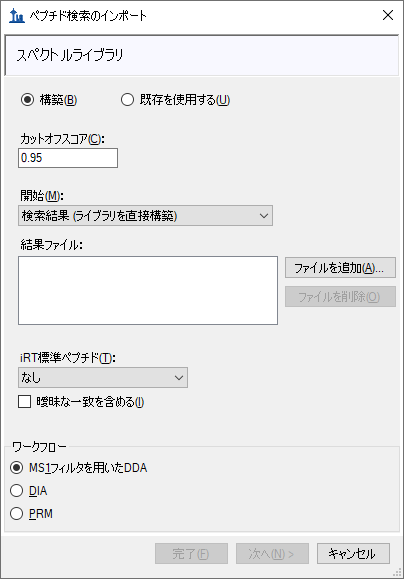 ペプチド検索のインポート
スペクトルライブラリ
構築(B) 既存を使用する(U)
カットオフスコア(C):
0.95
開始(M):
検索結果 (ライブラリを直接構築)
結果ファイル:
ファイルを追加(A)...
ファイルを削除(O)
iRT標準ペプチド(T):
なし
曖昧な一致を含める(I)
ワークフロー
MS1フィルタを用いたDDA
DIA
PRM
完了(F) 次へ(N) > キャンセル